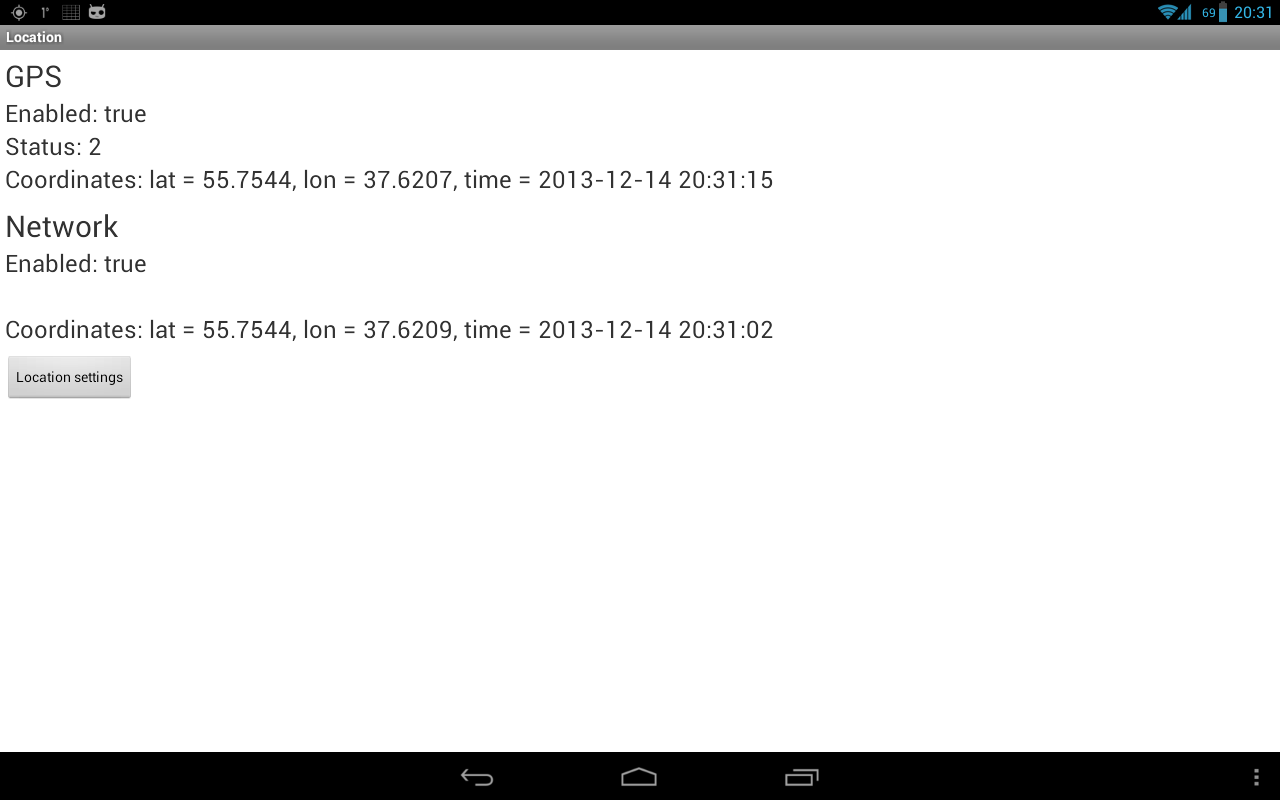 1°
69 20:31
Location
GPS
Enabled: true
Status: 2
Coordinates: lat = 55.7544, lon = 37.6207, time = 2013-12-14 20:31:15
Network
Enabled: true
Coordinates: lat = 55.7544, lon = 37.6209, time = 2013-12-14 20:31:02
Location settings